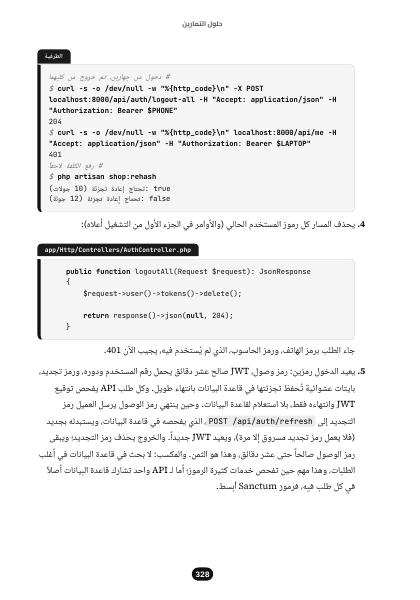 حلول التمارين
الطرفية
# دخول من جهازين، ثم خروج من كليهما
$ curl -s -o /dev/null -w "%{http_code}\n" -X POST
localhost:8000/api/auth/logout-all -H "Accept: application/json" -H
"Authorization: Bearer $PHONE"
204
$ curl -s -o /dev/null -w "%{http_code}\n" localhost:8000/api/me -H
"Accept: application/json" -H "Authorization: Bearer $LAPTOP"
401
# رفع الكلفة لاحقاً
$ php artisan shop:rehash
تحتاج إعادة تجزئة (10 جولات): true
تحتاج إعادة تجزئة (12 جولة): false
4. يحذف المسار كل رموز المستخدم الحالي (والأوامر في الجزء الأول من التشغيل أعلاه):
app/Http/Controllers/AuthController.php
public function logoutAll(Request $request): JsonResponse
{
$request->user()->tokens()->delete();
return response()->json(null, 204);
}
جاء الطلب برمز الهاتف، ورمز الحاسوب، الذي لم يُستخدم فيه، يجيب الآن 401.
5. يعيد الدخول رمزين: رمز وصول، JWT صالح عشر دقائق يحمل رقم المستخدم ودوره، ورمز تجديد،
بايتات عشوائية تُحفظ تجزئتها في قاعدة البيانات بانتهاء طويل. وكل طلب API يفحص توقيع
JWT وانتهاءه فقط، بلا استعلام لقاعدة البيانات. وحين ينتهي رمز الوصول يرسل العميل رمز
التجديد إلى POST /api/auth/refresh، الذي يفحصه في قاعدة البيانات، ويستبدله بجديد
(فلا يعمل رمز تجديد مسروق إلا مرة)، ويعيد JWT جديداً. والخروج يحذف رمز التجديد؛ ويبقى
رمز الوصول صالحاً حتى عشر دقائق، وهذا هو الثمن. والمكسب: لا بحث في قاعدة البيانات في أغلب
الطلبات، وهذا مهم حين تفحص خدمات كثيرة الرموز؛ أما لـ API واحد تشارك قاعدة البيانات أصلاً
في كل طلب فيه، فرموز Sanctum أبسط.
328